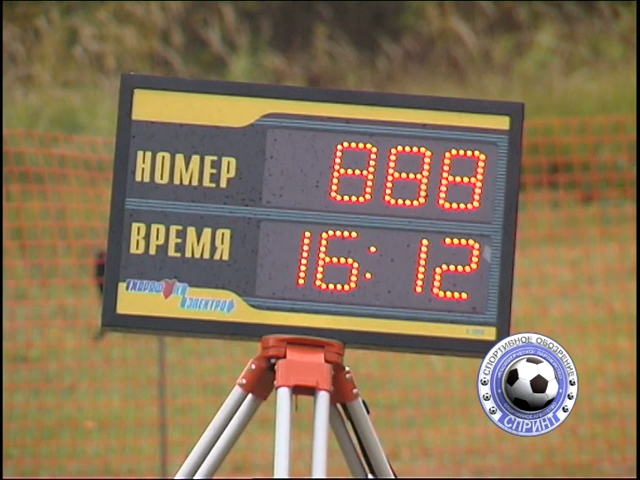 НОМЕР 888
ВРЕМЯ 16:12
СПОРТИВНОЕ ОБОЗРЕНИЕ
СПРИНТ